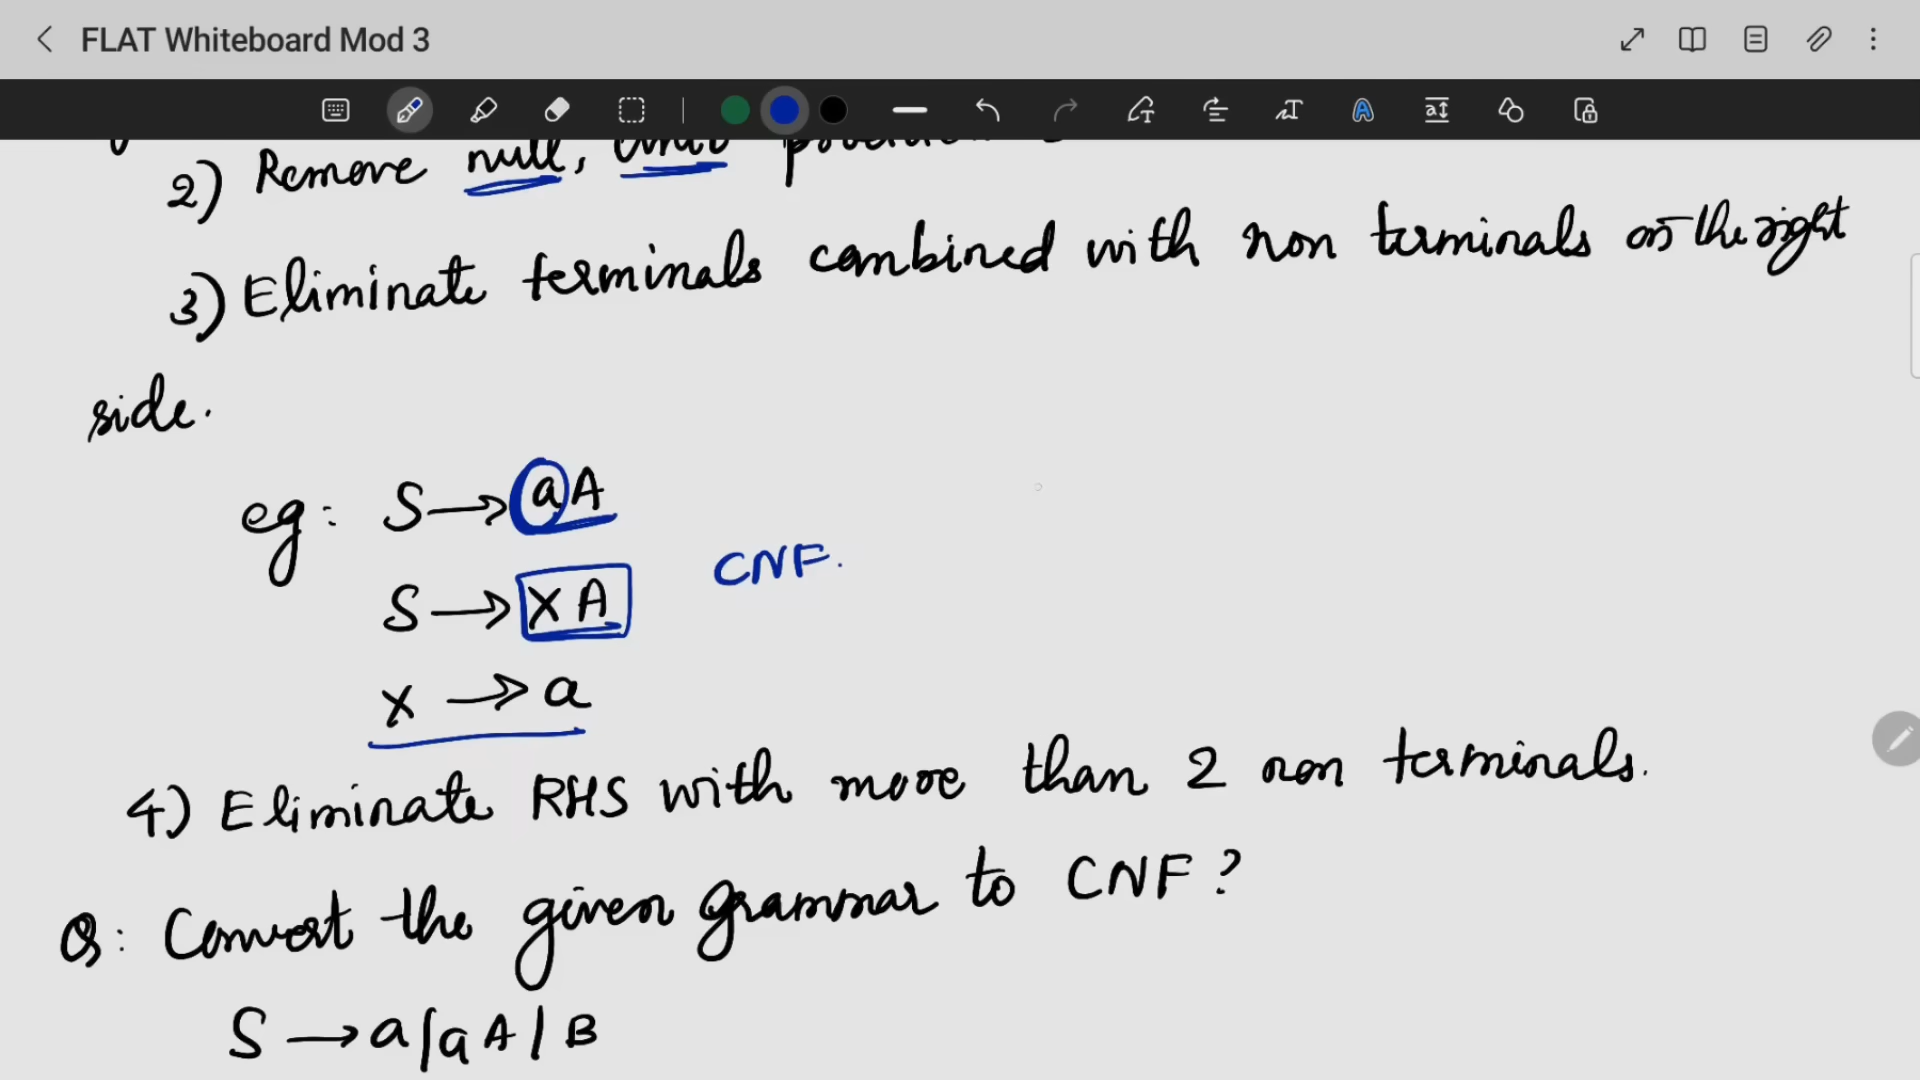 FLAT Whiteboard Mod 3
2) Remove null,
3) Eliminate terminals combined with non terminals on the right
side.
eg: S → aA
S → XA CNF.
X → a
4) Eliminate RHS with more than 2 non terminals.
Q: Convert the given grammar to CNF?
S → a/aA/B